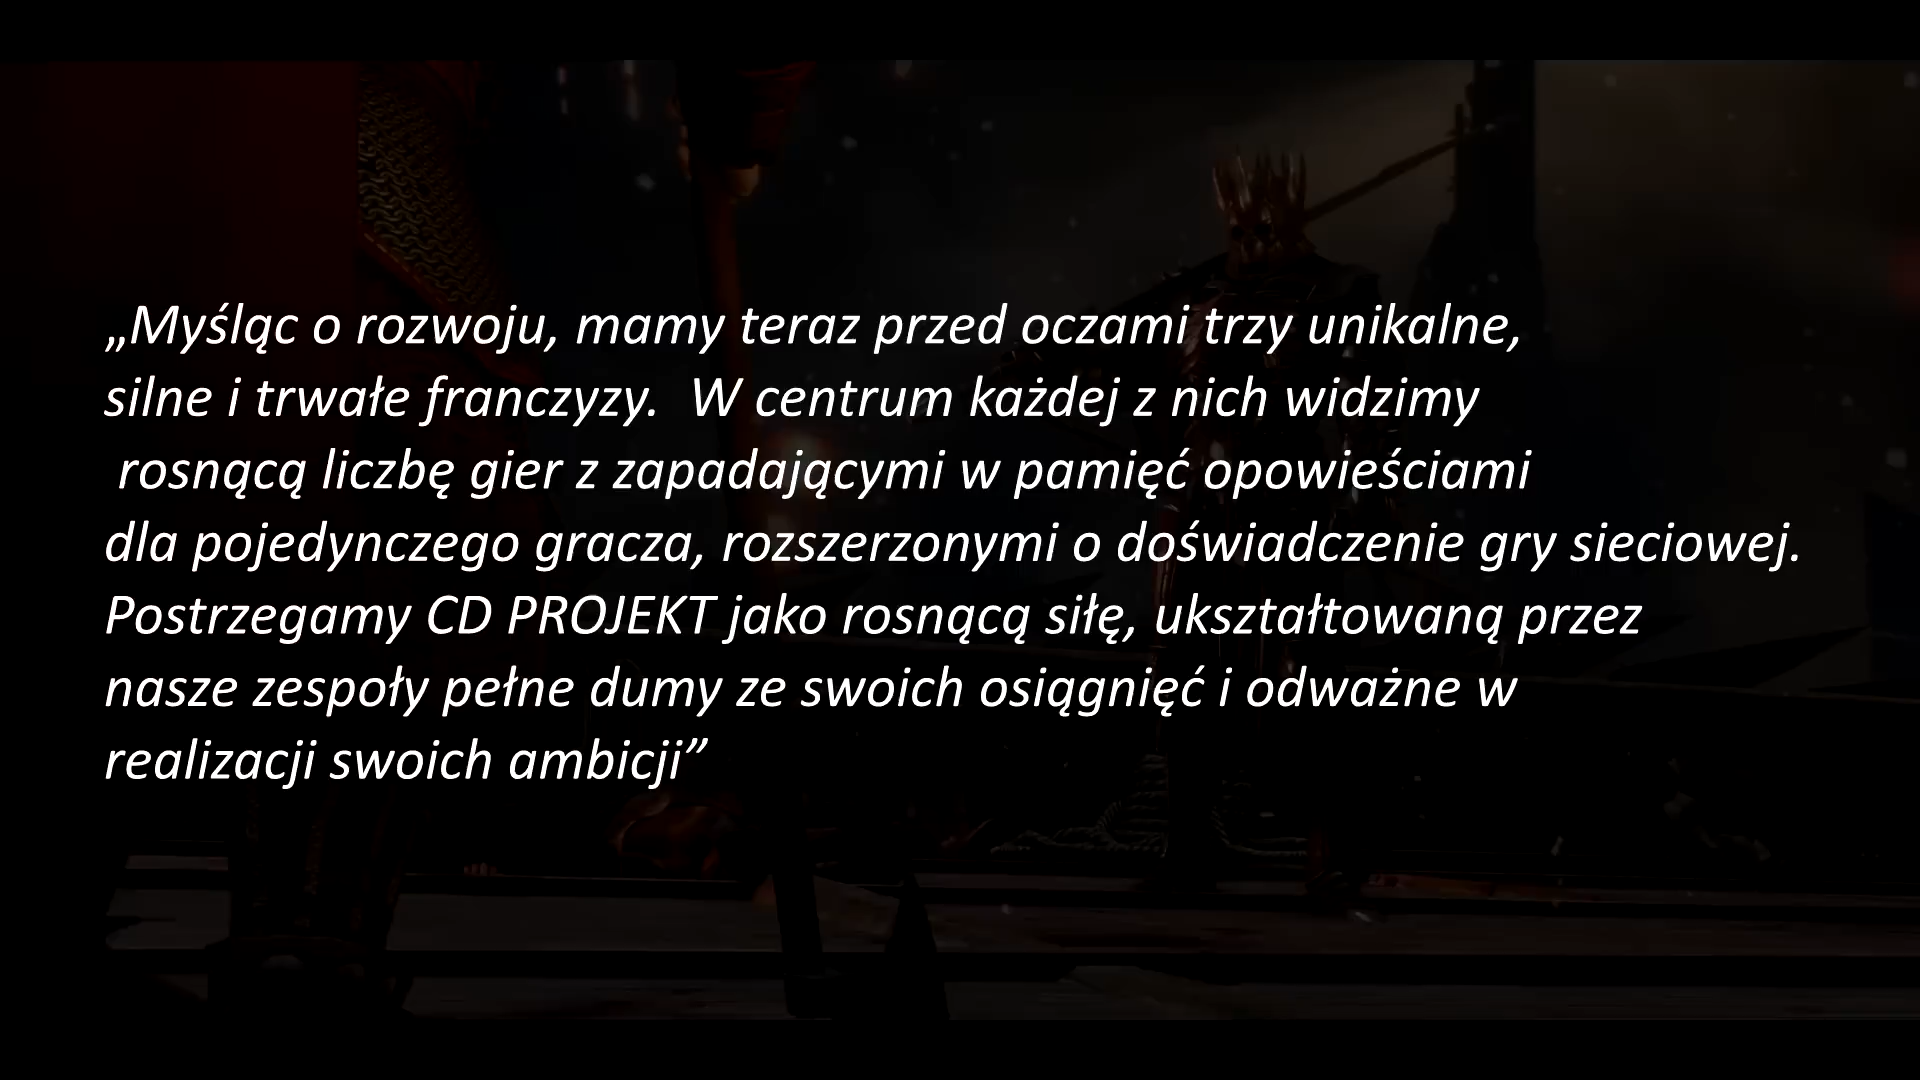 „Myśląc o rozwoju, mamy teraz przed oczami trzy unikalne,
silne i trwałe franczyzy.  W centrum każdej z nich widzimy
rosnącą liczbę gier z zapadającymi w pamięć opowieściami
dla pojedynczego gracza, rozszerzonymi o doświadczenie gry sieciowej.
Postrzegamy CD PROJEKT jako rosnącą siłę, ukształtowaną przez
nasze zespoły pełne dumy ze swoich osiągnięć i odważne w
realizacji swoich ambicji”